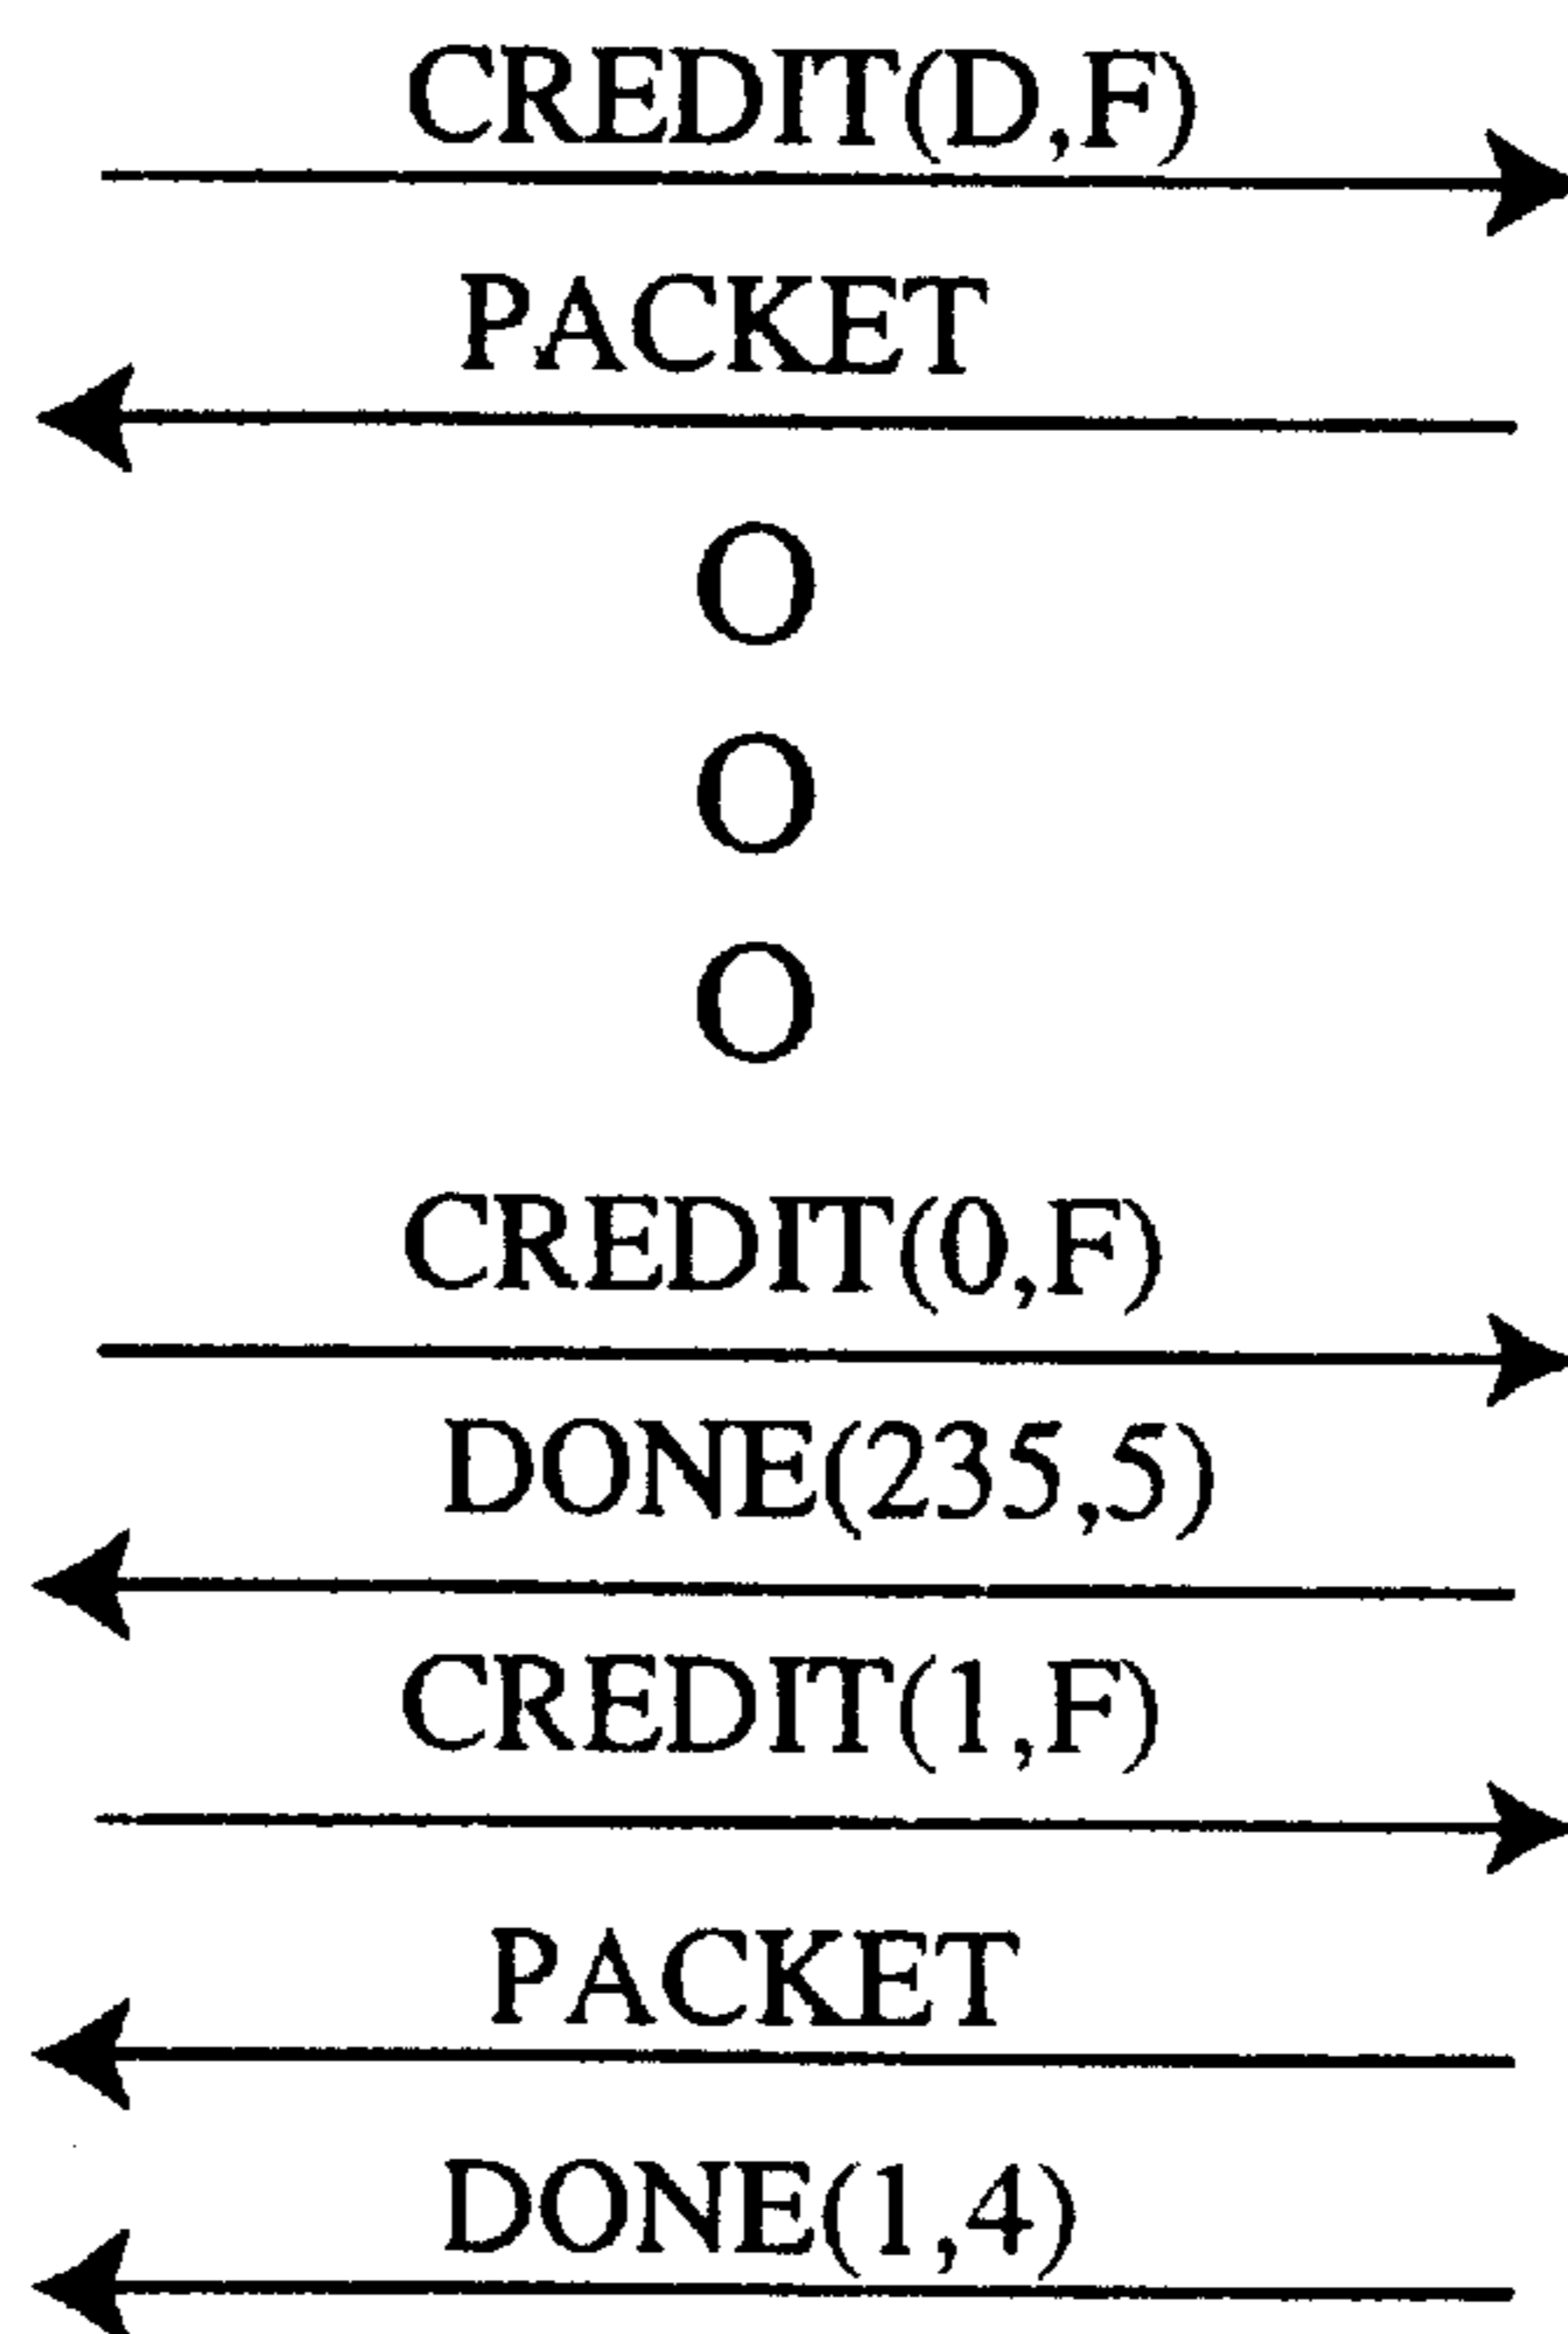 CREDIT(D,F)
PACKET
O
O
O
CREDIT(0,F)
DONE(235,5)
CREDIT(1,F)
PACKET
DONE(1,4)